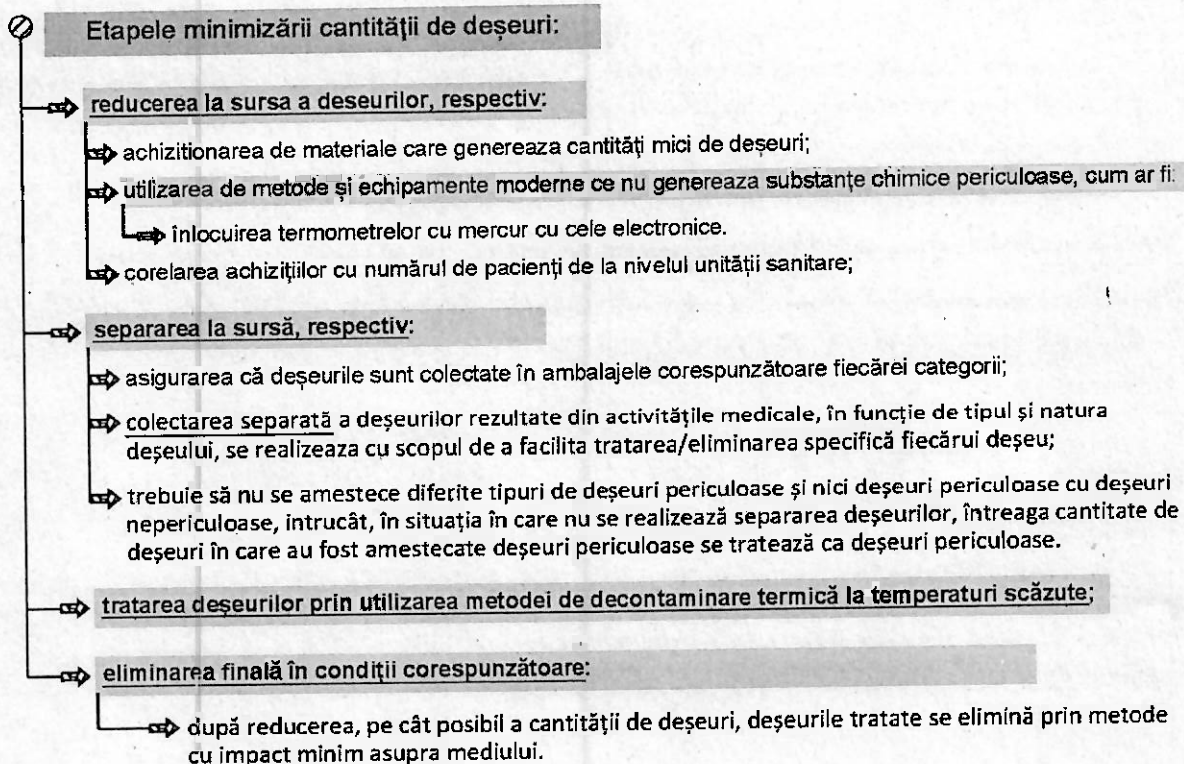 Etapele minimizării cantității de deșeuri:
reducerea la sursa a deseurilor, respectiv:
achizitionarea de materiale care genereaza cantități mici de deșeuri;
utilizarea de metode și echipamente moderne ce nu genereaza substanțe chimice periculoase, cum ar fi:
înlocuirea termometrelor cu mercur cu cele electronice.
corelarea achizițiilor cu numărul de pacienți de la nivelul unității sanitare;
separarea la sursă, respectiv:
asigurarea că deșeurile sunt colectate în ambalajele corespunzătoare fiecărei categorii;
colectarea separată a deșeurilor rezultate din activitățile medicale, în funcție de tipul și natura
deșeului, se realizeaza cu scopul de a facilita tratarea/eliminarea specifică fiecărui deșeu;
trebuie să nu se amestece diferite tipuri de deșeuri periculoase și nici deșeuri periculoase cu deșeuri
nepericuloase, intrucât, în situația în care nu se realizează separarea deșeurilor, întreaga cantitate de
deșeuri în care au fost amestecate deșeuri periculoase se tratează ca deșeuri periculoase.
tratarea deșeurilor prin utilizarea metodei de decontaminare termică la temperaturi scăzute;
eliminarea finală în condiții corespunzătoare:
după reducerea, pe cât posibil a cantității de deșeuri, deșeurile tratate se elimină prin metode
cu impact minim asupra mediului.